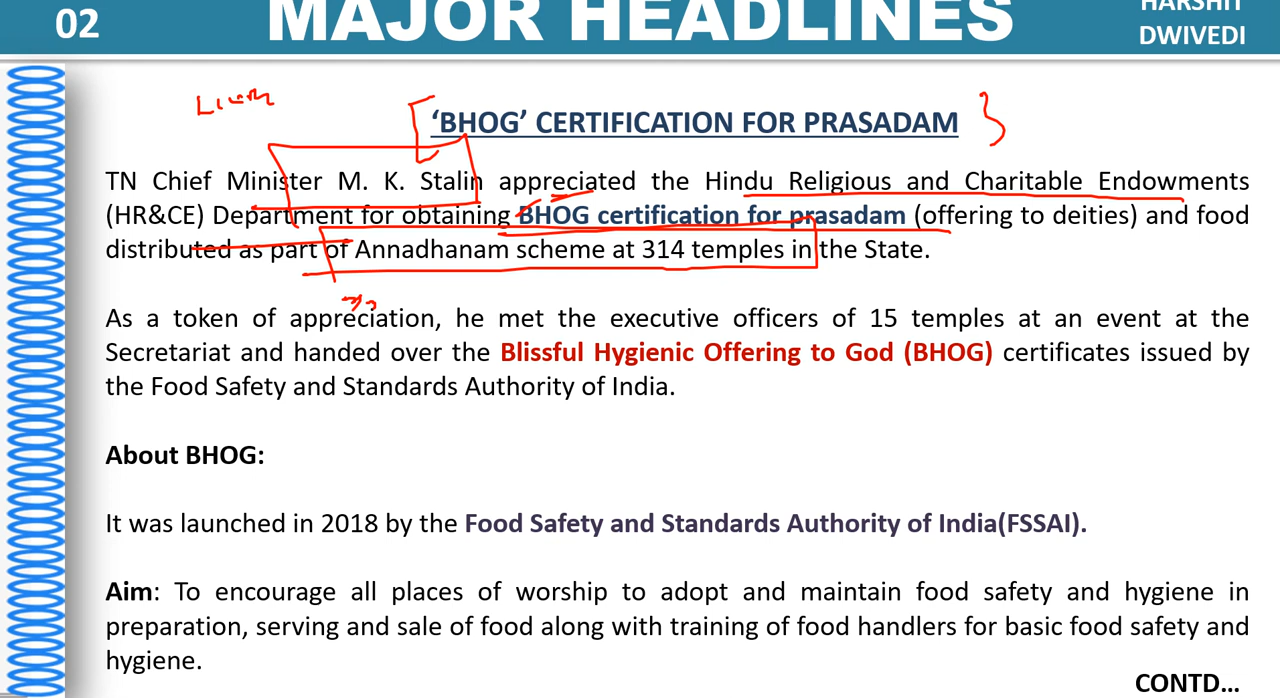 02
MAJOR HEADLINES
HARSHIT
DWIVEDI
‘BHOG’ CERTIFICATION FOR PRASADAM
TN Chief Minister M. K. Stalin appreciated the Hindu Religious and Charitable Endowments
(HR&CE) Department for obtaining BHOG certification for prasadam (offering to deities) and food
distributed as part of Annadhanam scheme at 314 temples in the State.
As a token of appreciation, he met the executive officers of 15 temples at an event at the
Secretariat and handed over the Blissful Hygienic Offering to God (BHOG) certificates issued by
the Food Safety and Standards Authority of India.
About BHOG:
It was launched in 2018 by the Food Safety and Standards Authority of India(FSSAI).
Aim: To encourage all places of worship to adopt and maintain food safety and hygiene in
preparation, serving and sale of food along with training of food handlers for basic food safety and
hygiene.
CONTD...